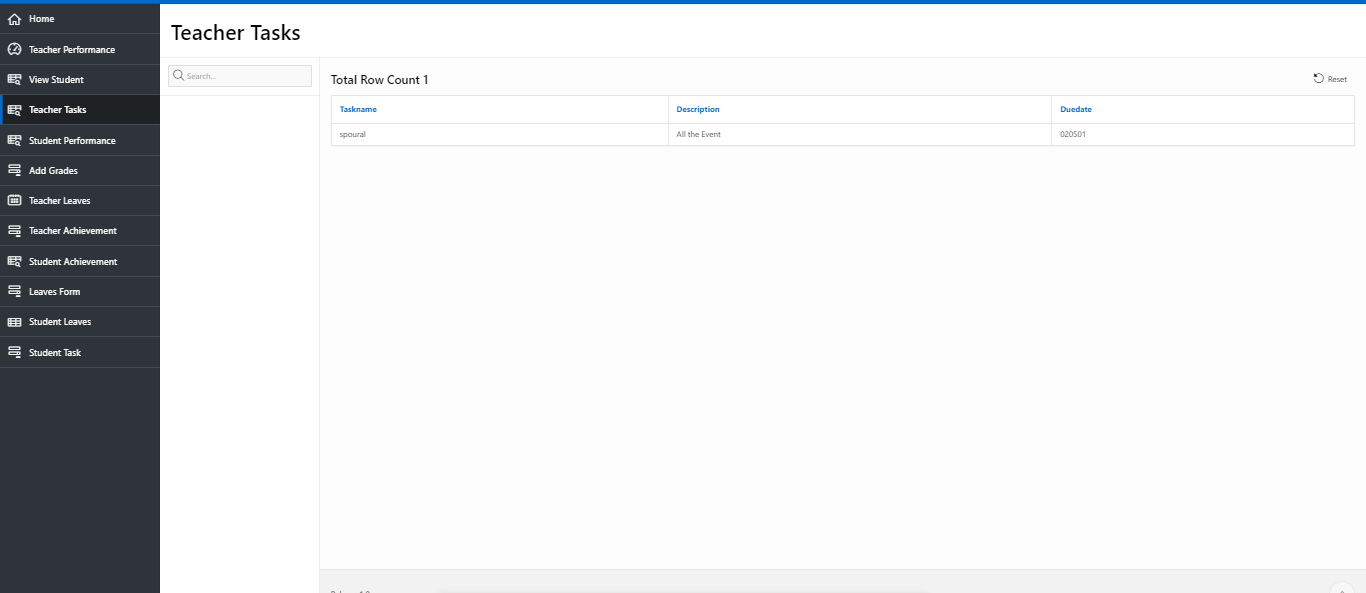 Home
Teacher Performance
View Student
Teacher Tasks
Student Performance
Add Grades
Teacher Leaves
Teacher Achievement
Student Achievement
Leaves Form
Student Leaves
Student Task
Teacher Tasks
Search...
Total Row Count 1
Reset
Taskname Description Duedate
spoural All the Event 020501